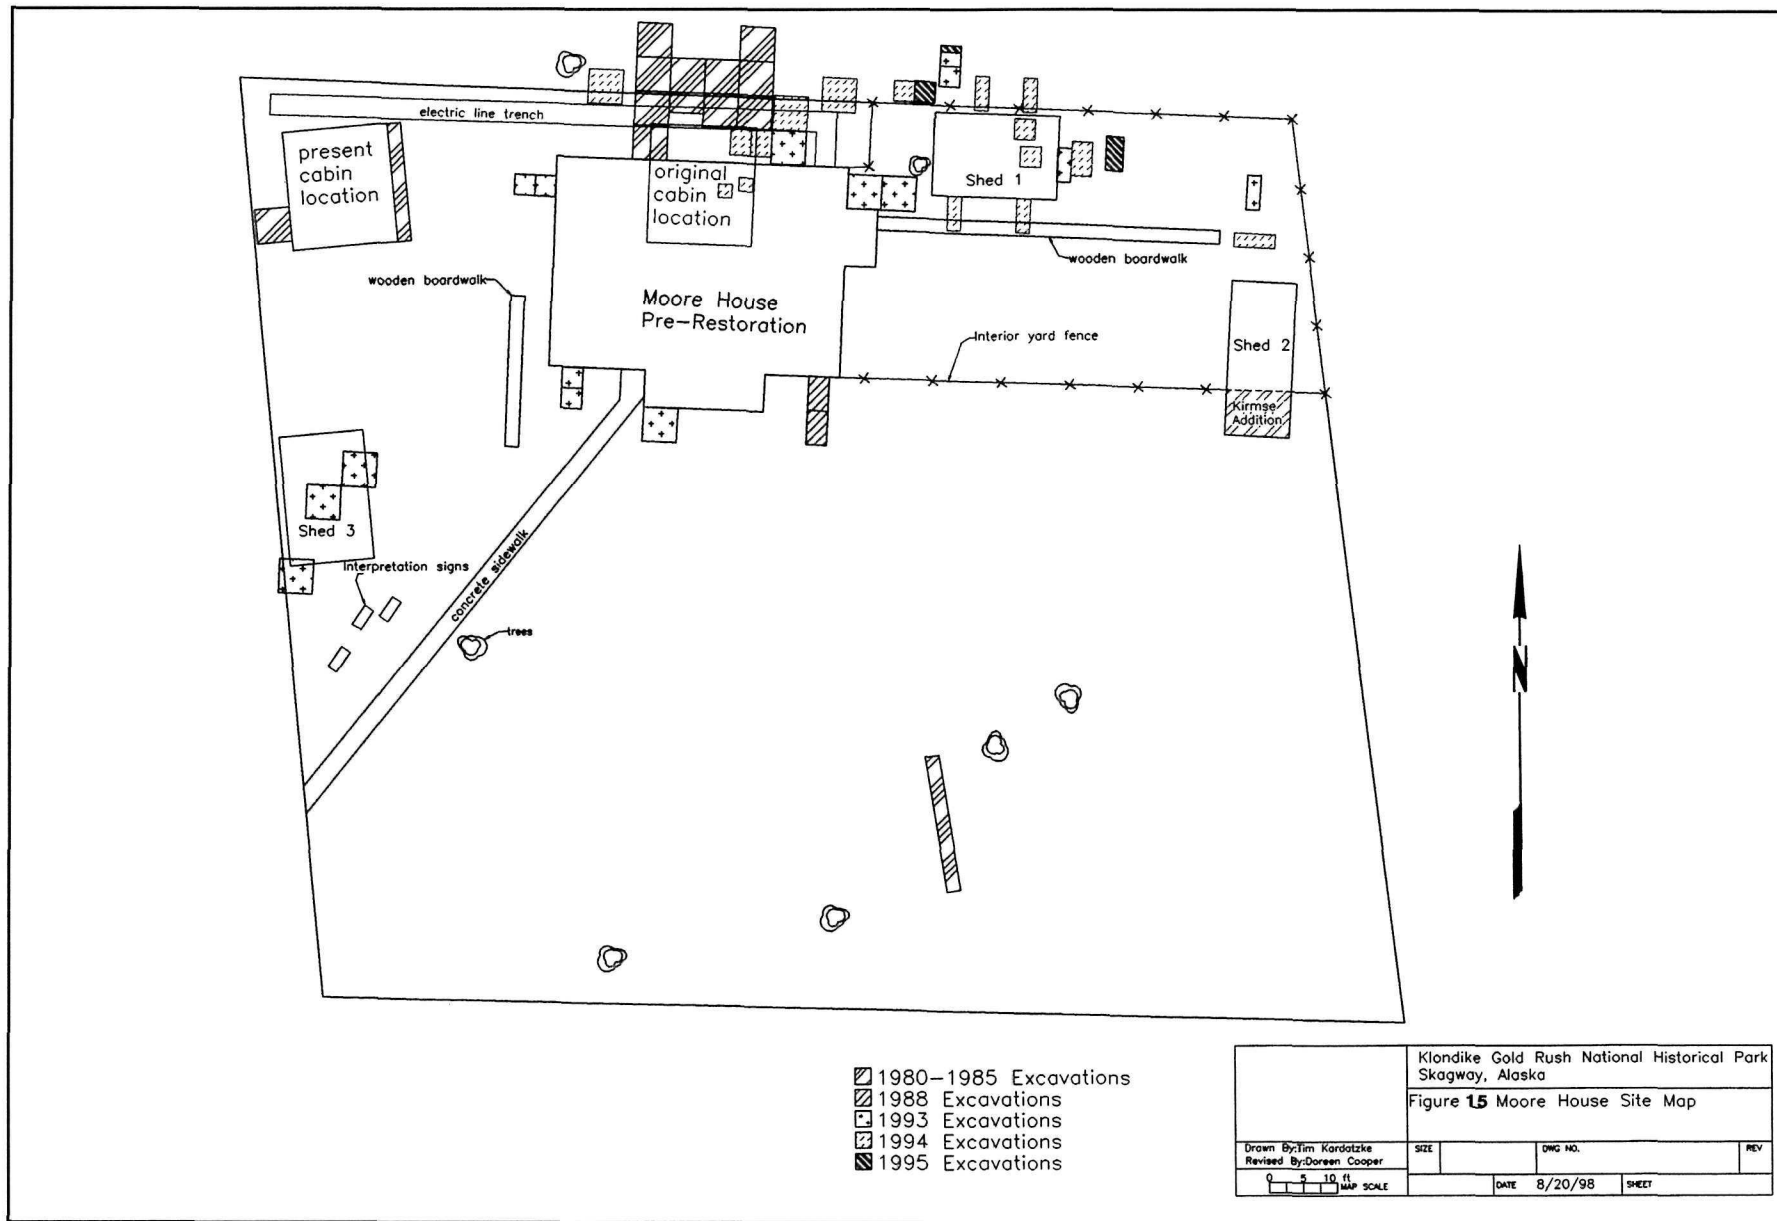 electric line trench
present
cabin
location
original
cabin
location
Shed 1
wooden boardwalk
wooden boardwalk
Moore House
Pre-Restoration
Interior yard fence
Shed 2
Kirmse
Addition
Shed 3
Interpretation signs
concrete sidewalk
trees
N
1980-1985 Excavations
1988 Excavations
1993 Excavations
1994 Excavations
1995 Excavations
Klondike Gold Rush National Historical Park
Skagway, Alaska
Figure 1.5 Moore House Site Map
Drawn By:Tim Kardatzke
Revised By:Doreen Cooper
SIZE
DWG NO.
REV
0 5 10 ft
MAP SCALE
DATE 8/20/98
SHEET